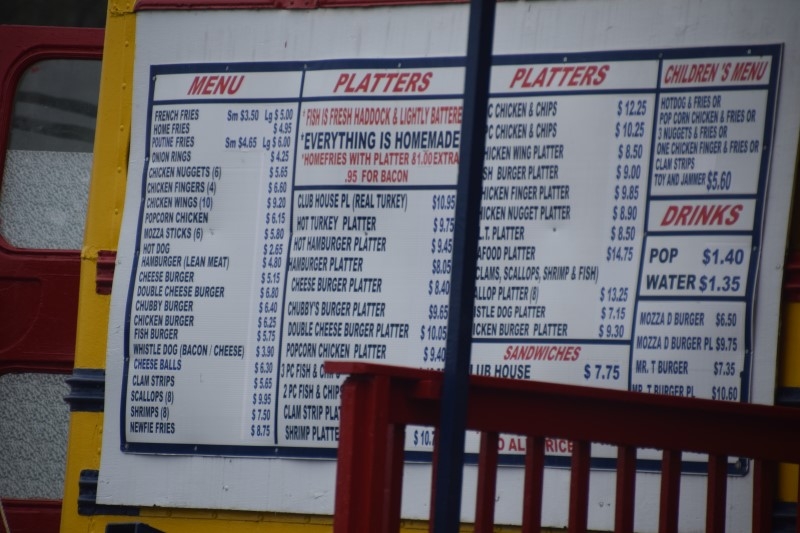 MENU
FRENCH FRIES Sm $3.50 Lg $5.00
HOME FRIES $4.95
POUTINE FRIES Sm $4.65 Lg $6.00
ONION RINGS $4.25
CHICKEN NUGGETS (6) $5.65
CHICKEN FINGERS (4) $6.60
CHICKEN WINGS (10) $9.20
POPCORN CHICKEN $6.15
MOZZA STICKS (6) $5.80
HOT DOG $2.65
HAMBURGER (LEAN MEAT) $4.80
CHEESE BURGER $5.15
DOUBLE CHEESE BURGER $6.80
CHUBBY BURGER $6.40
CHICKEN BURGER $6.25
FISH BURGER $5.75
WHISTLE DOG (BACON / CHEESE) $3.90
CHEESE BALLS $6.30
CLAM STRIPS $5.65
SCALLOPS (8) $9.95
SHRIMPS (8) $7.50
NEWFIE FRIES $8.75
PLATTERS
* FISH IS FRESH HADDOCK & LIGHTLY BATTERE
*EVERYTHING IS HOMEMADE
*HOMEFRIES WITH PLATTER &1.00 EXTRA
.95 FOR BACON
CLUB HOUSE PL (REAL TURKEY) $10.95
HOT TURKEY PLATTER $9.75
HOT HAMBURGER PLATTER $9.45
HAMBURGER PLATTER $8.05
CHEESE BURGER PLATTER $8.40
CHUBBY'S BURGER PLATTER $9.65
DOUBLE CHEESE BURGER PLATTER $10.05
POPCORN CHICKEN PLATTER $9.40
3 PC FISH &
2 PC FISH & CHIPS
CLAM STRIP PLAT
SHRIMP PLATTE $10.7
PLATTERS
PC CHICKEN & CHIPS $12.25
PC CHICKEN & CHIPS $10.25
HICKEN WING PLATTER $8.50
SH BURGER PLATTER $9.00
HICKEN FINGER PLATTER $9.85
HICKEN NUGGET PLATTER $8.90
L.T. PLATTER $8.50
AFOOD PLATTER $14.75
CLAMS, SCALLOPS, SHRIMP & FISH)
ALLOP PLATTER (8) $13.25
ISTLE DOG PLATTER $7.15
ICKEN BURGER PLATTER $9.30
SANDWICHES
LUB HOUSE $7.75
CHILDREN 'S MENU
HOTDOG & FRIES OR
POP CORN CHICKEN & FRIES OR
3 NUGGETS & FRIES OR
ONE CHICKEN FINGER & FRIES OR
CLAM STRIPS
TOY AND JAMMER $5.60
DRINKS
POP $1.40
WATER $1.35
MOZZA D BURGER $6.50
MOZZA D BURGER PL $9.75
MR. T BURGER $7.35
MR. T BURGER PL $10.60